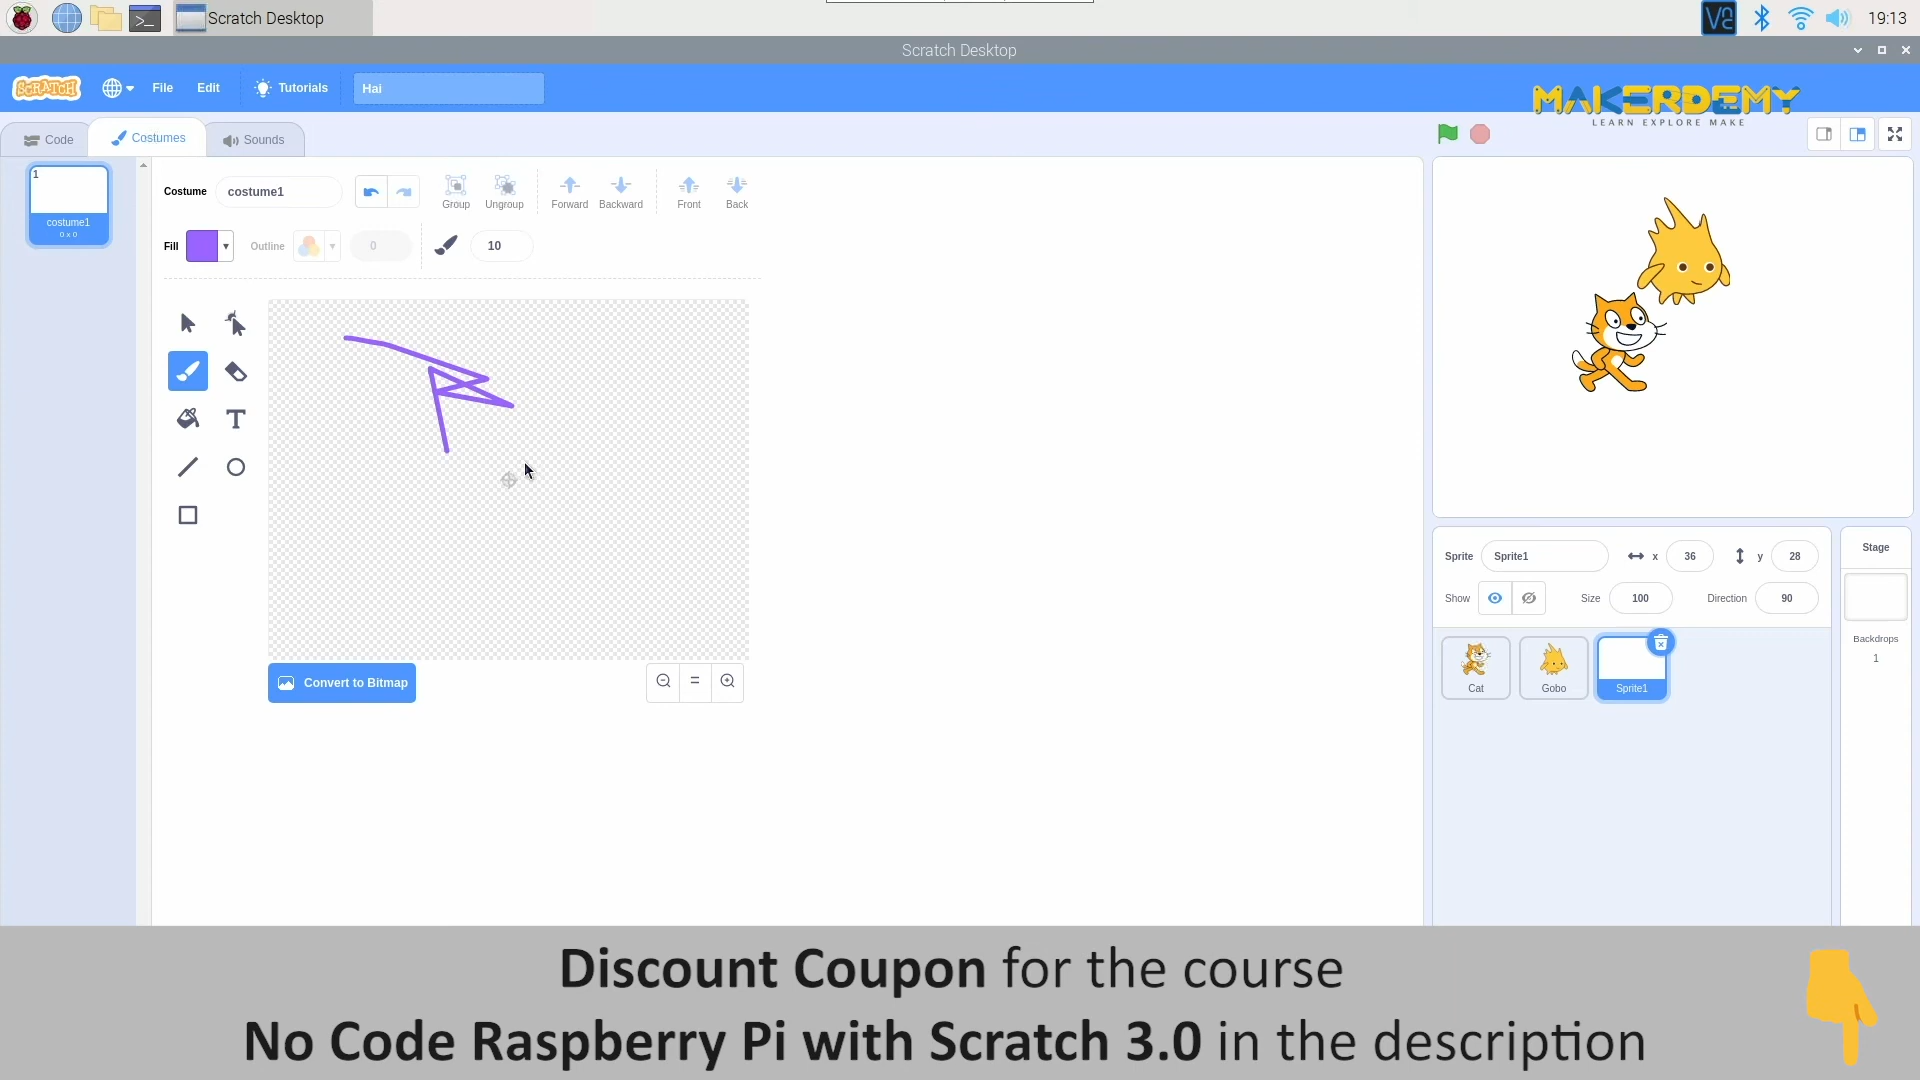 Scratch Desktop
19:13
Scratch Desktop
SCRATCH
File
Edit
Tutorials
Hai
MAKERDEMY
LEARN EXPLORE MAKE
Code
Costumes
Sounds
1
costume1
0 x 0
Costume
costume1
Group
Ungroup
Forward
Backward
Front
Back
Fill
Outline
0
10
Convert to Bitmap
Sprite
Sprite1
x
36
y
28
Show
Size
100
Direction
90
Cat
Gobo
Sprite1
Stage
Backdrops
1
Discount Coupon for the course
No Code Raspberry Pi with Scratch 3.0 in the description